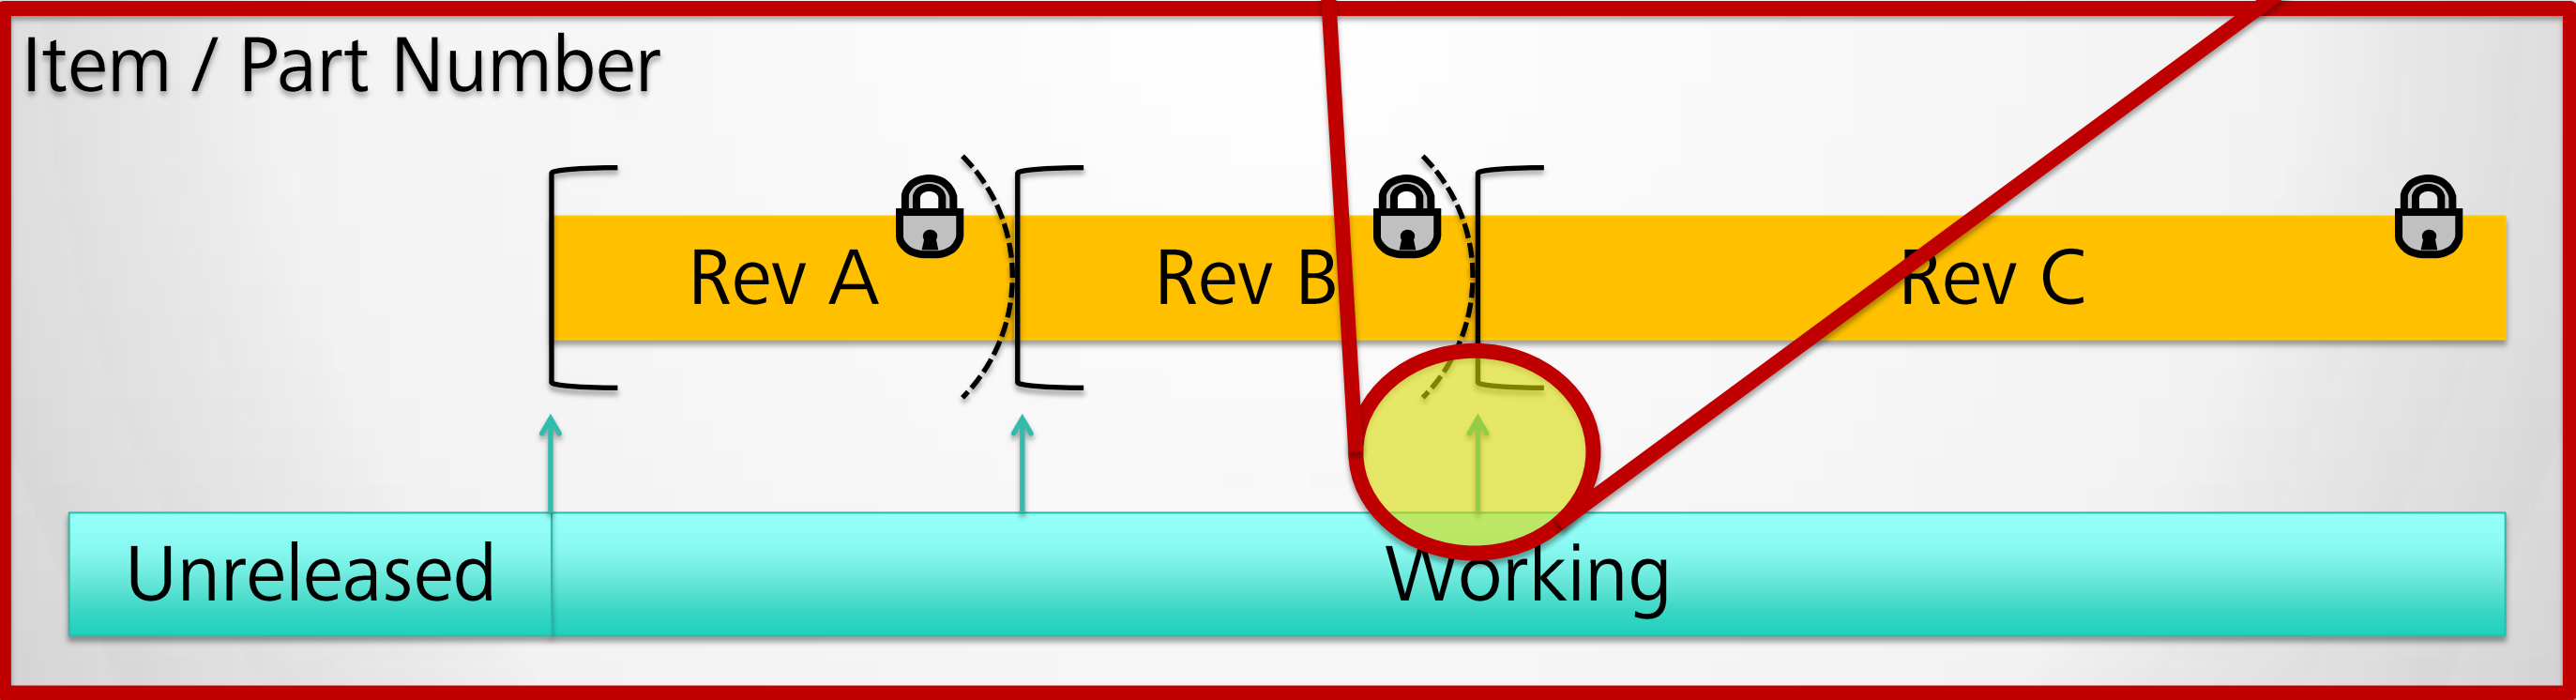 Item / Part Number
Rev A
Rev B
Rev C
Unreleased
Working